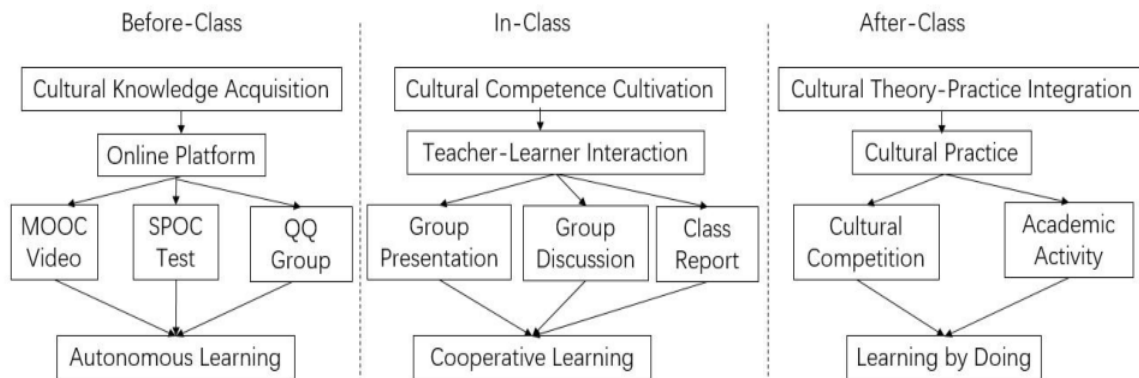 Before-Class
In-Class
After-Class
Cultural Knowledge Acquisition
Cultural Competence Cultivation
Cultural Theory-Practice Integration
Online Platform
Teacher-Learner Interaction
Cultural Practice
MOOC
Video
SPOC
Test
QQ
Group
Group
Presentation
Group
Discussion
Class
Report
Cultural
Competition
Academic
Activity
Autonomous Learning
Cooperative Learning
Learning by Doing